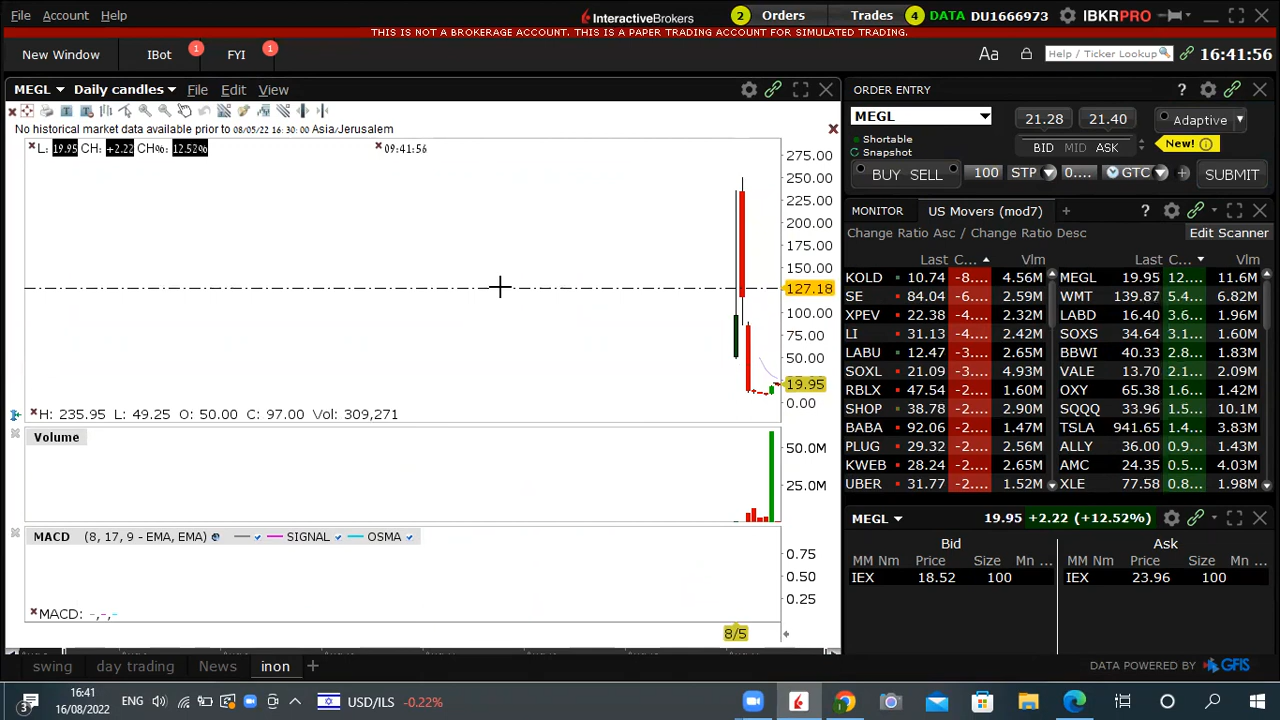 File Account Help InteractiveBrokers 2 Orders Trades 4 DATA DU1666973 IBKRPRO
THIS IS NOT A BROKERAGE ACCOUNT. THIS IS A PAPER TRADING ACCOUNT FOR SIMULATED TRADING.
New Window IBot 1 FYI 1 Aa Help / Ticker Lookup 16:41:56
MEGL Daily candles File Edit View
No historical market data available prior to 08/05/22 16:30:00 Asia/Jerusalem
L: 19.95 CH: +2.22 CH%: 12.52% 09:41:56
275.00
250.00
225.00
200.00
175.00
150.00
127.18
100.00
75.00
50.00
19.95
0.00
H: 235.95 L: 49.25 O: 50.00 C: 97.00 Vol: 309,271
Volume
50.0M
25.0M
MACD (8, 17, 9 - EMA, EMA) SIGNAL OSMA
0.75
0.50
0.25
MACD: -,-,-
8/5
swing day trading News inon +
ORDER ENTRY ?
MEGL 21.28 21.40 Adaptive
Shortable
Snapshot
BID MID ASK New!
BUY SELL 100 STP 0.... GTC + SUBMIT
MONITOR US Movers (mod7) + ?
Change Ratio Asc / Change Ratio Desc Edit Scanner
Last C... Vlm Last C... Vlm
KOLD 10.74 -8.... 4.56M MEGL 19.95 12... 11.6M
SE 84.04 -6.... 2.59M WMT 139.87 5.4... 6.82M
XPEV 22.38 -4.... 2.32M LABD 16.40 3.6... 1.96M
LI 31.13 -4.... 2.42M SOXS 34.64 3.1... 1.60M
LABU 12.47 -3.... 2.65M BBWI 40.33 2.8... 1.83M
SOXL 21.09 -3.... 4.93M VALE 13.70 2.1... 2.09M
RBLX 47.54 -2.... 1.60M OXY 65.38 1.6... 1.42M
SHOP 38.78 -2.... 2.90M SQQQ 33.96 1.5... 10.1M
BABA 92.06 -2.... 1.47M TSLA 941.65 1.4... 3.83M
PLUG 29.32 -2.... 2.56M ALLY 36.00 0.9... 1.43M
KWEB 28.24 -2.... 2.65M AMC 24.35 0.5... 4.03M
UBER 31.77 -2.... 1.52M XLE 77.58 0.8... 1.98M
MEGL 19.95 +2.22 (+12.52%)
Bid Ask
MM Nm Price Size Mn ... MM Nm Price Size Mn ...
IEX 18.52 100 IEX 23.96 100
DATA POWERED BY GFIS
16:41
16/08/2022
3 ENG USD/ILS -0.22%